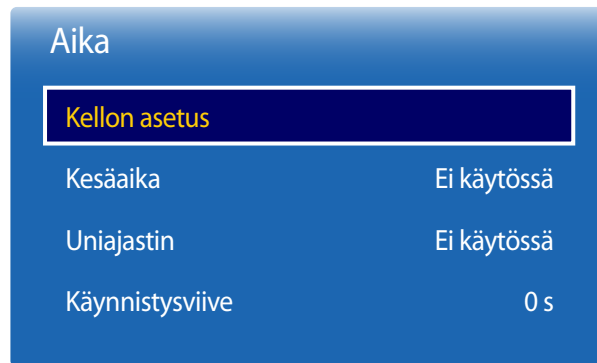 Aika
Kellon asetus
Kesäaika Ei käytössä
Uniajastin Ei käytössä
Käynnistysviive 0 s